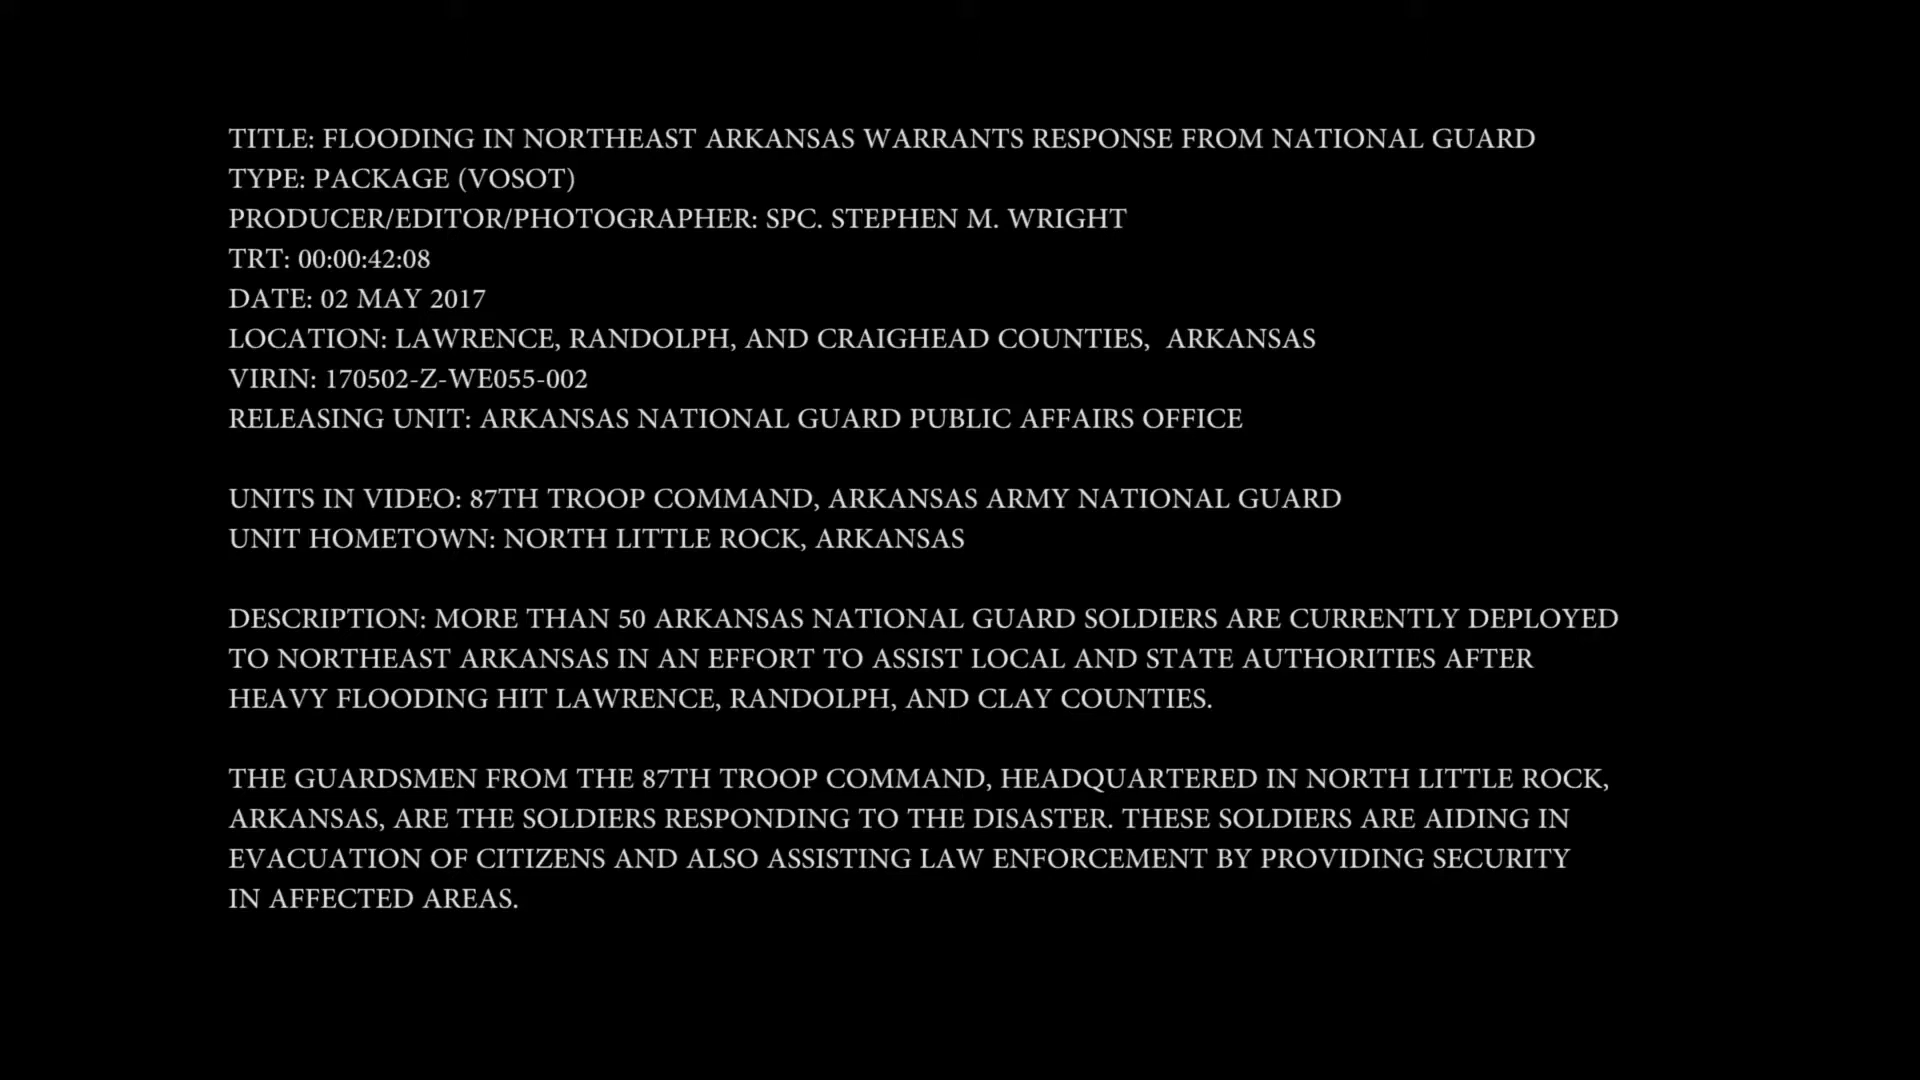 TITLE: FLOODING IN NORTHEAST ARKANSAS WARRANTS RESPONSE FROM NATIONAL GUARD
TYPE: PACKAGE (VOSOT)
PRODUCER/EDITOR/PHOTOGRAPHER: SPC. STEPHEN M. WRIGHT
TRT: 00:00:42:08
DATE: 02 MAY 2017
LOCATION: LAWRENCE, RANDOLPH, AND CRAIGHEAD COUNTIES,  ARKANSAS
VIRIN: 170502-Z-WE055-002
RELEASING UNIT: ARKANSAS NATIONAL GUARD PUBLIC AFFAIRS OFFICE
UNITS IN VIDEO: 87TH TROOP COMMAND, ARKANSAS ARMY NATIONAL GUARD
UNIT HOMETOWN: NORTH LITTLE ROCK, ARKANSAS
DESCRIPTION: MORE THAN 50 ARKANSAS NATIONAL GUARD SOLDIERS ARE CURRENTLY DEPLOYED
TO NORTHEAST ARKANSAS IN AN EFFORT TO ASSIST LOCAL AND STATE AUTHORITIES AFTER
HEAVY FLOODING HIT LAWRENCE, RANDOLPH, AND CLAY COUNTIES.
THE GUARDSMEN FROM THE 87TH TROOP COMMAND, HEADQUARTERED IN NORTH LITTLE ROCK,
ARKANSAS, ARE THE SOLDIERS RESPONDING TO THE DISASTER. THESE SOLDIERS ARE AIDING IN
EVACUATION OF CITIZENS AND ALSO ASSISTING LAW ENFORCEMENT BY PROVIDING SECURITY
IN AFFECTED AREAS.